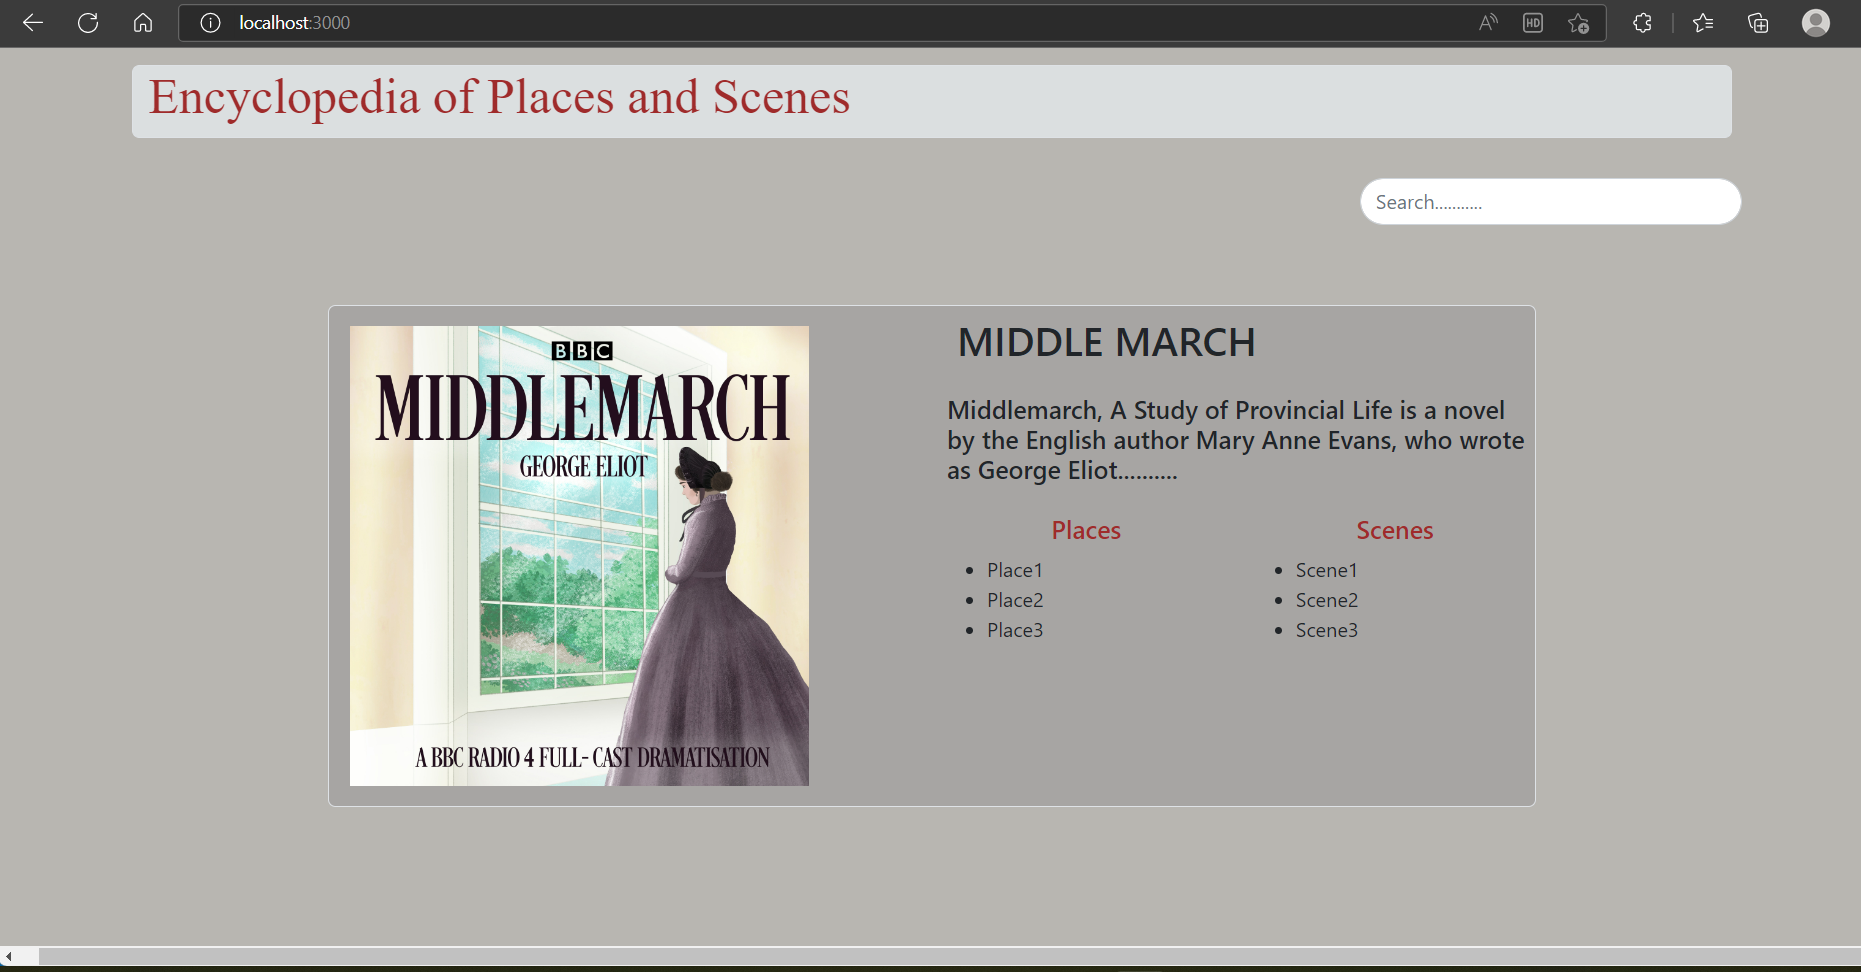 localhost:3000
HD
Encyclopedia of Places and Scenes
Search...........
BBC
MIDDLEMARCH
GEORGE ELIOT
A BBC RADIO 4 FULL-CAST DRAMATISATION
MIDDLE MARCH
Middlemarch, A Study of Provincial Life is a novel
by the English author Mary Anne Evans, who wrote
as George Eliot..........
Places
Place1
Place2
Place3
Scenes
Scene1
Scene2
Scene3